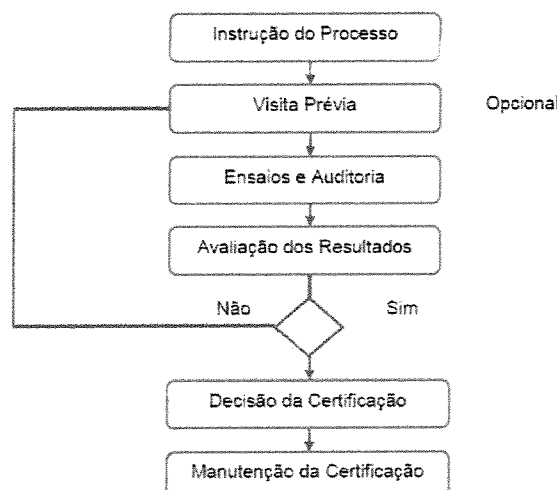 Instrução do Processo
Visita Prévia
Opcional
Ensaios e Auditoria
Avaliação dos Resultados
Não
Sim
Decisão da Certificação
Manutenção da Certificação